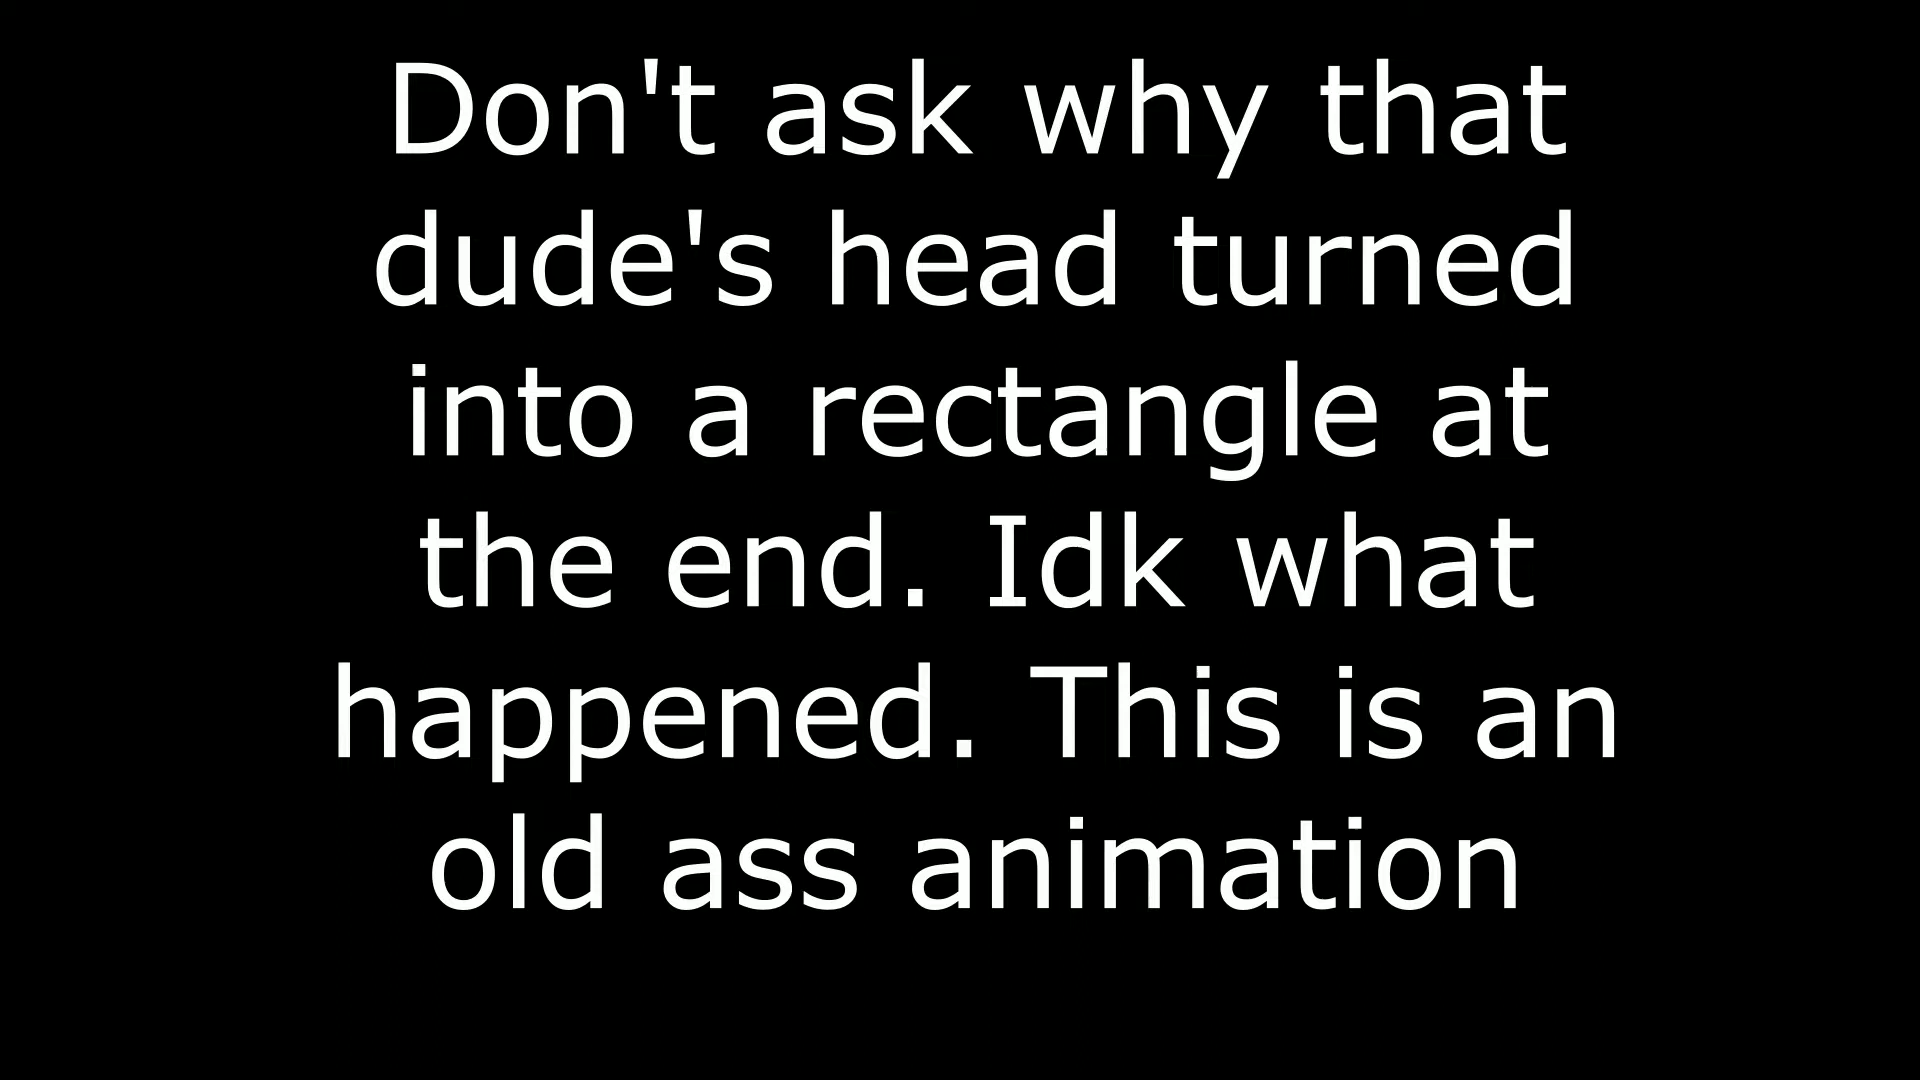 Don't ask why that
dude's head turned
into a rectangle at
the end. Idk what
happened. This is an
old ass animation